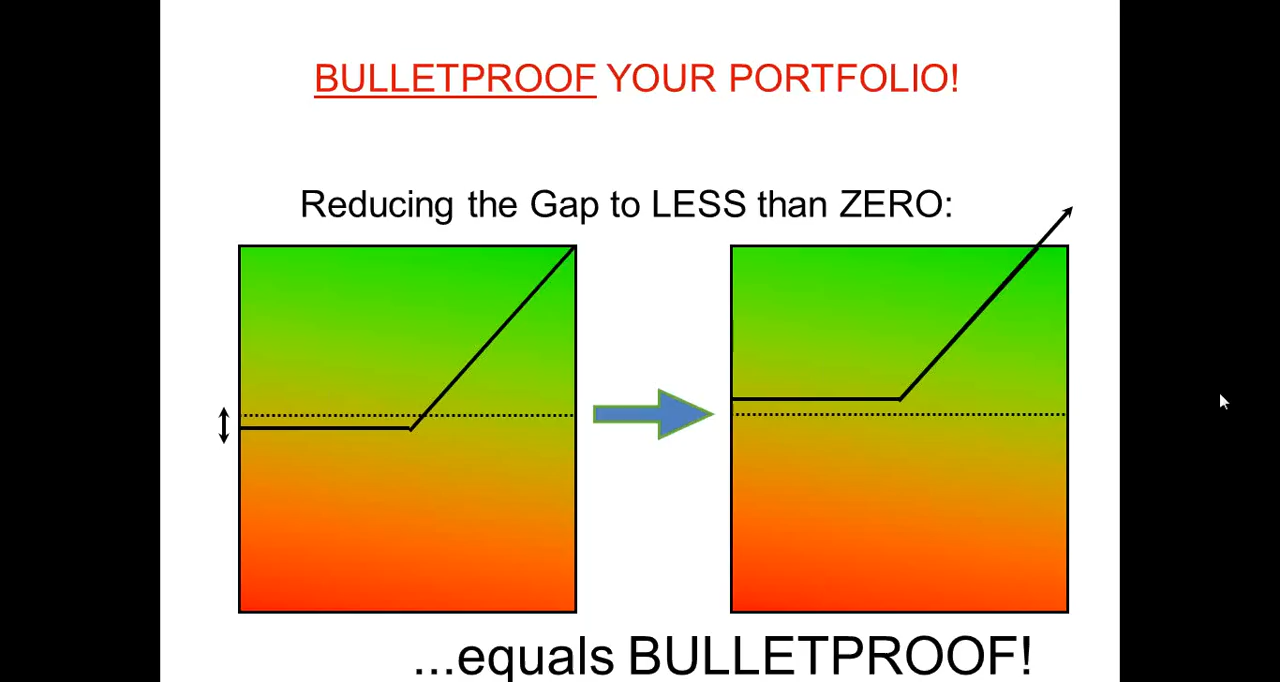 BULLETPROOF YOUR PORTFOLIO!
Reducing the Gap to LESS than ZERO:
...equals BULLETPROOF!